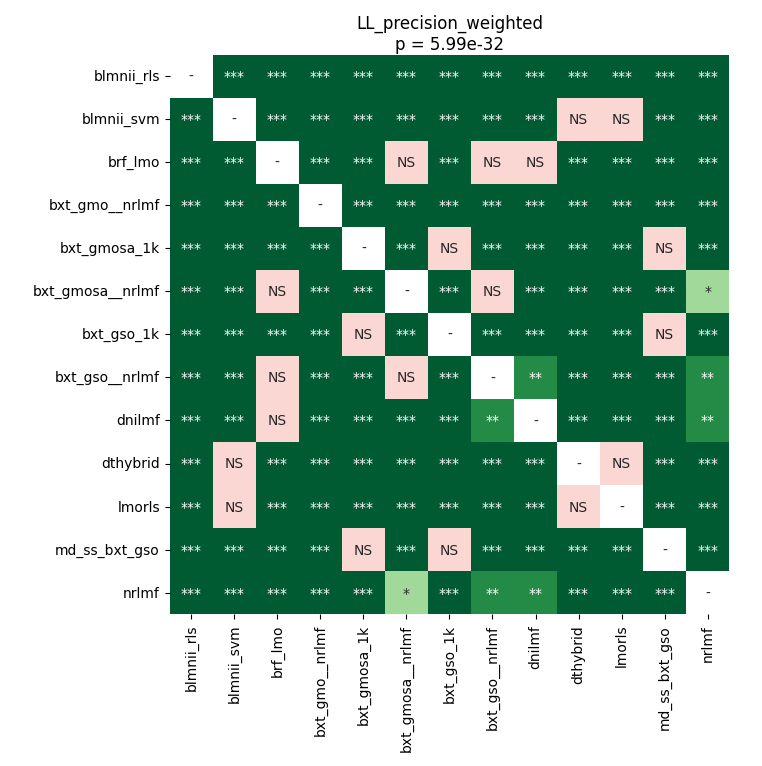 LL_precision_weighted
p = 5.99e-32
blmnii_rls - *** *** *** *** *** *** *** *** *** *** *** ***
blmnii_svm *** - *** *** *** *** *** *** *** NS NS *** ***
brf_lmo *** *** - *** *** NS *** NS NS *** *** *** ***
bxt_gmo__nrlmf *** *** *** - *** *** *** *** *** *** *** *** ***
bxt_gmosa_1k *** *** *** *** - *** NS *** *** *** *** NS ***
bxt_gmosa__nrlmf *** *** NS *** *** - *** NS *** *** *** *** *
bxt_gso_1k *** *** *** *** NS *** - *** *** *** *** NS ***
bxt_gso__nrlmf *** *** NS *** *** NS *** - ** *** *** *** **
dnilmf *** *** NS *** *** *** *** ** - *** *** *** **
dthybrid *** NS *** *** *** *** *** *** *** - NS *** ***
lmorls *** NS *** *** *** *** *** *** *** NS - *** ***
md_ss_bxt_gso *** *** *** *** NS *** NS *** *** *** *** - ***
nrlmf *** *** *** *** *** * *** ** ** *** *** *** -
blmnii_rls
blmnii_svm
brf_lmo
bxt_gmo__nrlmf
bxt_gmosa_1k
bxt_gmosa__nrlmf
bxt_gso_1k
bxt_gso__nrlmf
dnilmf
dthybrid
lmorls
md_ss_bxt_gso
nrlmf